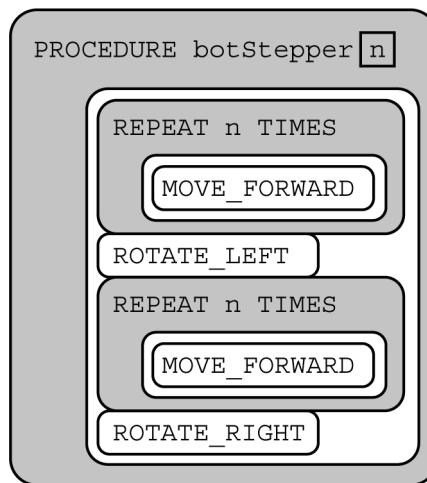 PROCEDURE botStepper n
REPEAT n TIMES
MOVE_FORWARD
ROTATE_LEFT
REPEAT n TIMES
MOVE_FORWARD
ROTATE_RIGHT